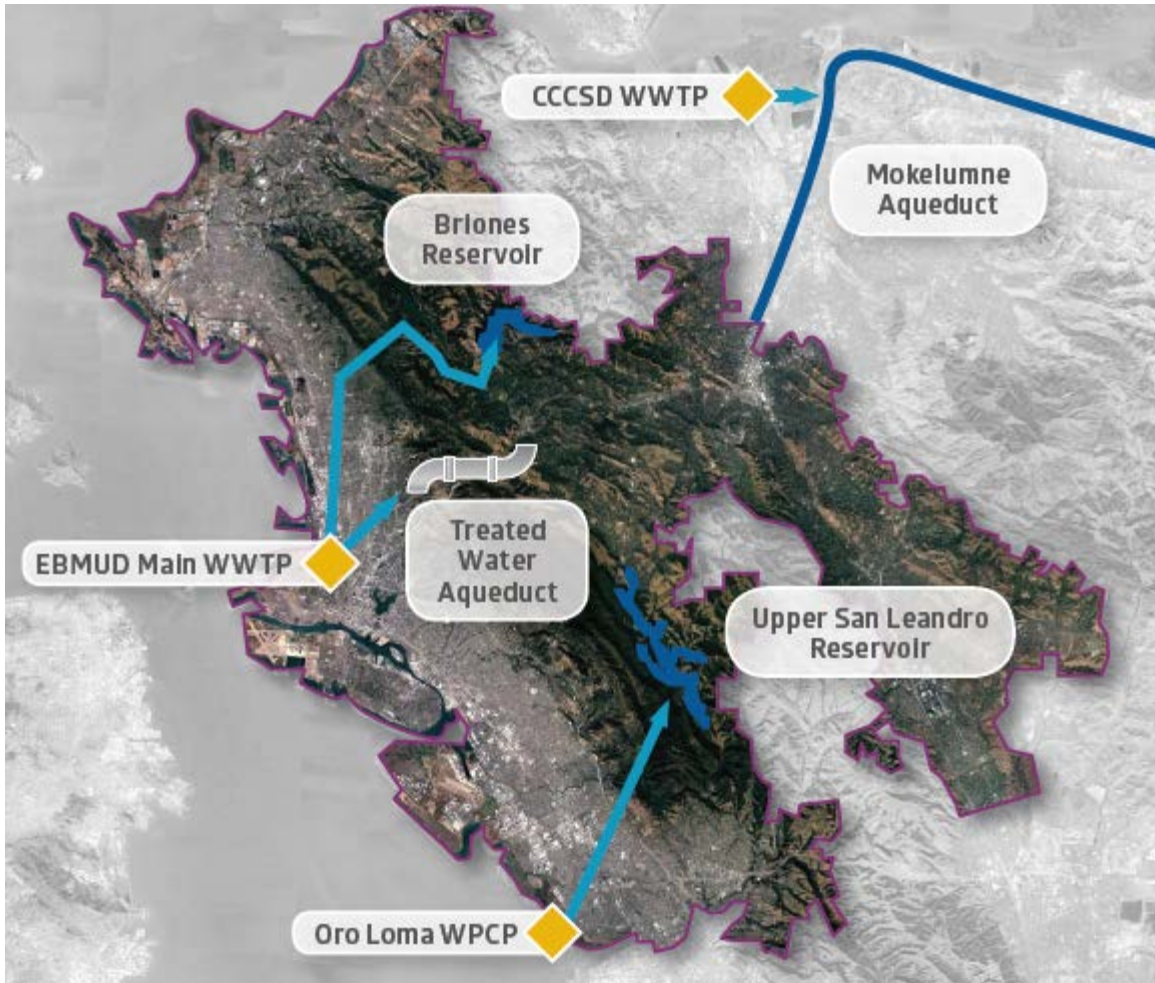 CCCSD WWTP
Mokelumne
Aqueduct
Briones
Reservoir
EBMUD Main WWTP
Treated
Water
Aqueduct
Upper San Leandro
Reservoir
Oro Loma WPCP